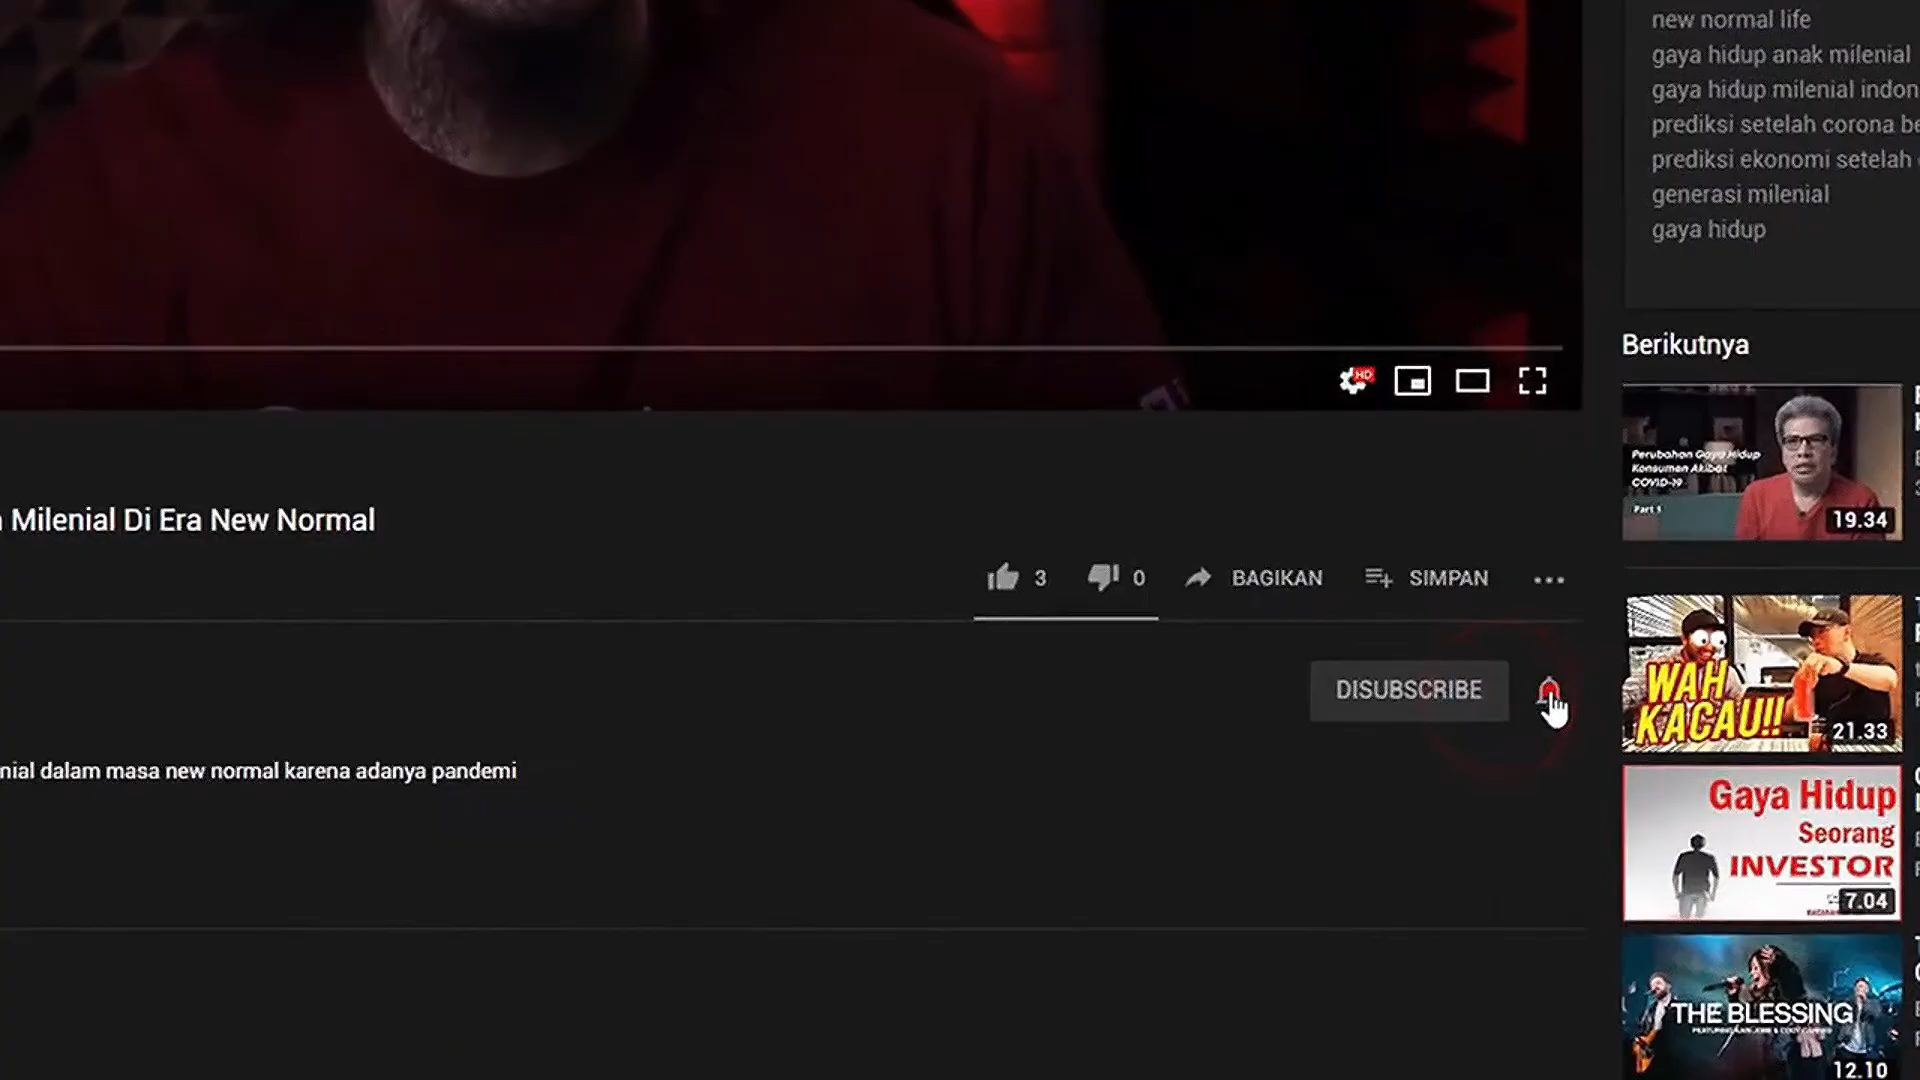 new normal life
gaya hidup anak milenial
gaya hidup milenial indon
prediksi setelah corona be
prediksi ekonomi setelah
generasi milenial
gaya hidup
HD
Berikutnya
Perubahan Gaya Hidup
Konsumen Akibat
COVID-19
Part 1
19.34
Milenial Di Era New Normal
3
0
BAGIKAN
SIMPAN
DISUBSCRIBE
WAH
KACAU!!
21.33
nial dalam masa new normal karena adanya pandemi
Gaya Hidup
Seorang
INVESTOR
7.04
THE BLESSING
12.10